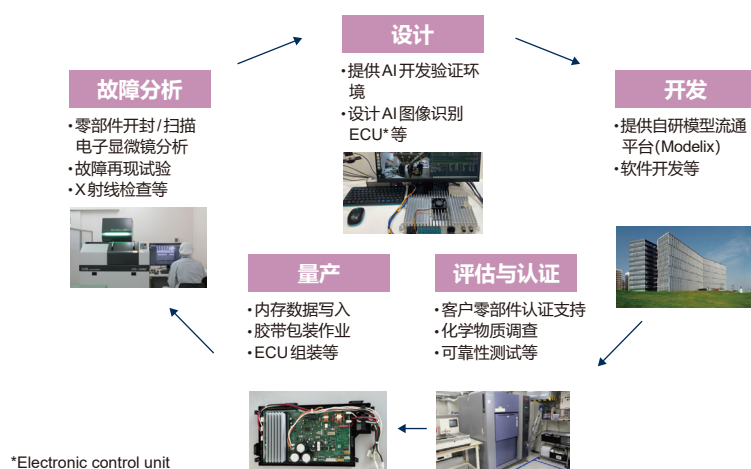 设计
·提供AI开发验证环
境
·设计AI图像识别
ECU*等
故障分析
·零部件开封/扫描
电子显微镜分析
·故障再现试验
·X射线检查等
开发
·提供自研模型流通
平台(Modelix)
·软件开发等
量产
·内存数据写入
·胶带包装作业
·ECU组装等
评估与认证
·客户零部件认证支持
·化学物质调查
·可靠性测试等
*Electronic control unit